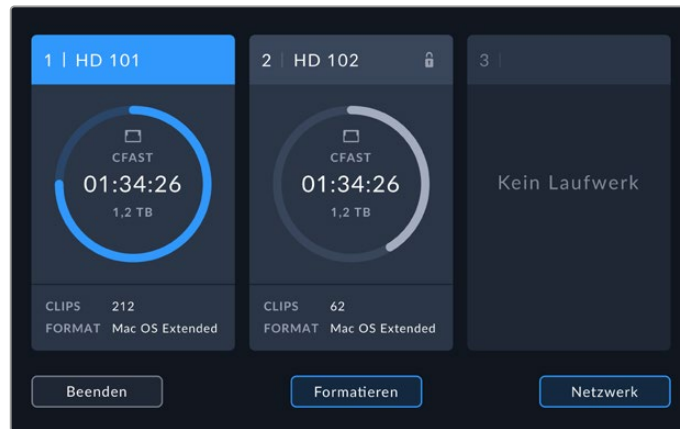 1 | HD 101
CFAST
01:34:26
1,2 TB
CLIPS 212
FORMAT Mac OS Extended
2 | HD 102
CFAST
01:34:26
1,2 TB
CLIPS 62
FORMAT Mac OS Extended
3 |
Kein Laufwerk
Beenden
Formatieren
Netzwerk